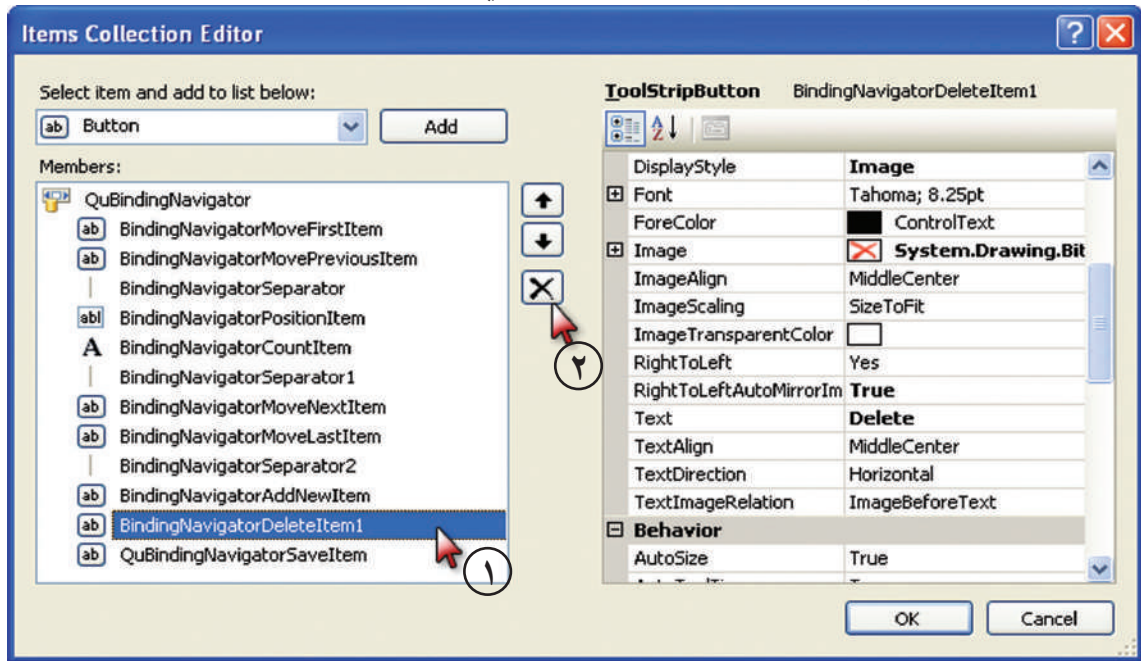 Items Collection Editor
Select item and add to list below:
Button
Add
Members:
QuBindingNavigator
BindingNavigatorMoveFirstItem
BindingNavigatorMovePreviousItem
BindingNavigatorSeparator
BindingNavigatorPositionItem
BindingNavigatorCountItem
BindingNavigatorSeparator1
BindingNavigatorMoveNextItem
BindingNavigatorMoveLastItem
BindingNavigatorSeparator2
BindingNavigatorAddNewItem
BindingNavigatorDeleteItem1
QuBindingNavigatorSaveItem
۱
۲
ToolStripButton BindingNavigatorDeleteItem1
DisplayStyle Image
Font Tahoma; 8.25pt
ForeColor ControlText
Image System.Drawing.Bit
ImageAlign MiddleCenter
ImageScaling SizeToFit
ImageTransparentColor
RightToLeft Yes
RightToLeftAutoMirrorIm True
Text Delete
TextAlign MiddleCenter
TextDirection Horizontal
TextImageRelation ImageBeforeText
Behavior
AutoSize True
OK
Cancel